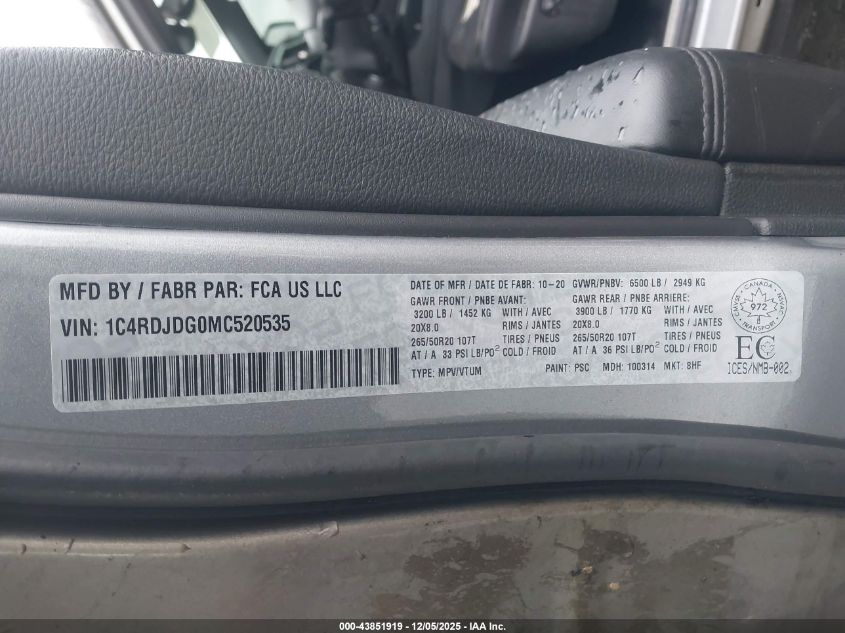 MFD BY / FABR PAR: FCA US LLC
VIN: 1C4RDJDG0MC520535
DATE OF MFR / DATE DE FABR: 10-20 GVWR/PNBV: 6500 LB / 2949 KG
GAWR FRONT / PNBE AVANT: GAWR REAR / PNBE ARRIERE:
3200 LB / 1452 KG WITH / AVEC 3900 LB / 1770 KG WITH / AVEC
20X8.0 RIMS / JANTES 20X8.0 RIMS / JANTES
265/50R20 107T TIRES / PNEUS 265/50R20 107T TIRES / PNEUS
AT / A 33 PSI LB/PO² COLD / FROID AT / A 36 PSI LB/PO² COLD / FROID
TYPE: MPV/VTUM PAINT: PSC MDH: 100314 MKT: 8HF
CANADA
CMVSS 972 NSVAC
TRANSPORT
EC
ICES/NMB-002
000-43851919 - 12/05/2025 - IAA Inc.